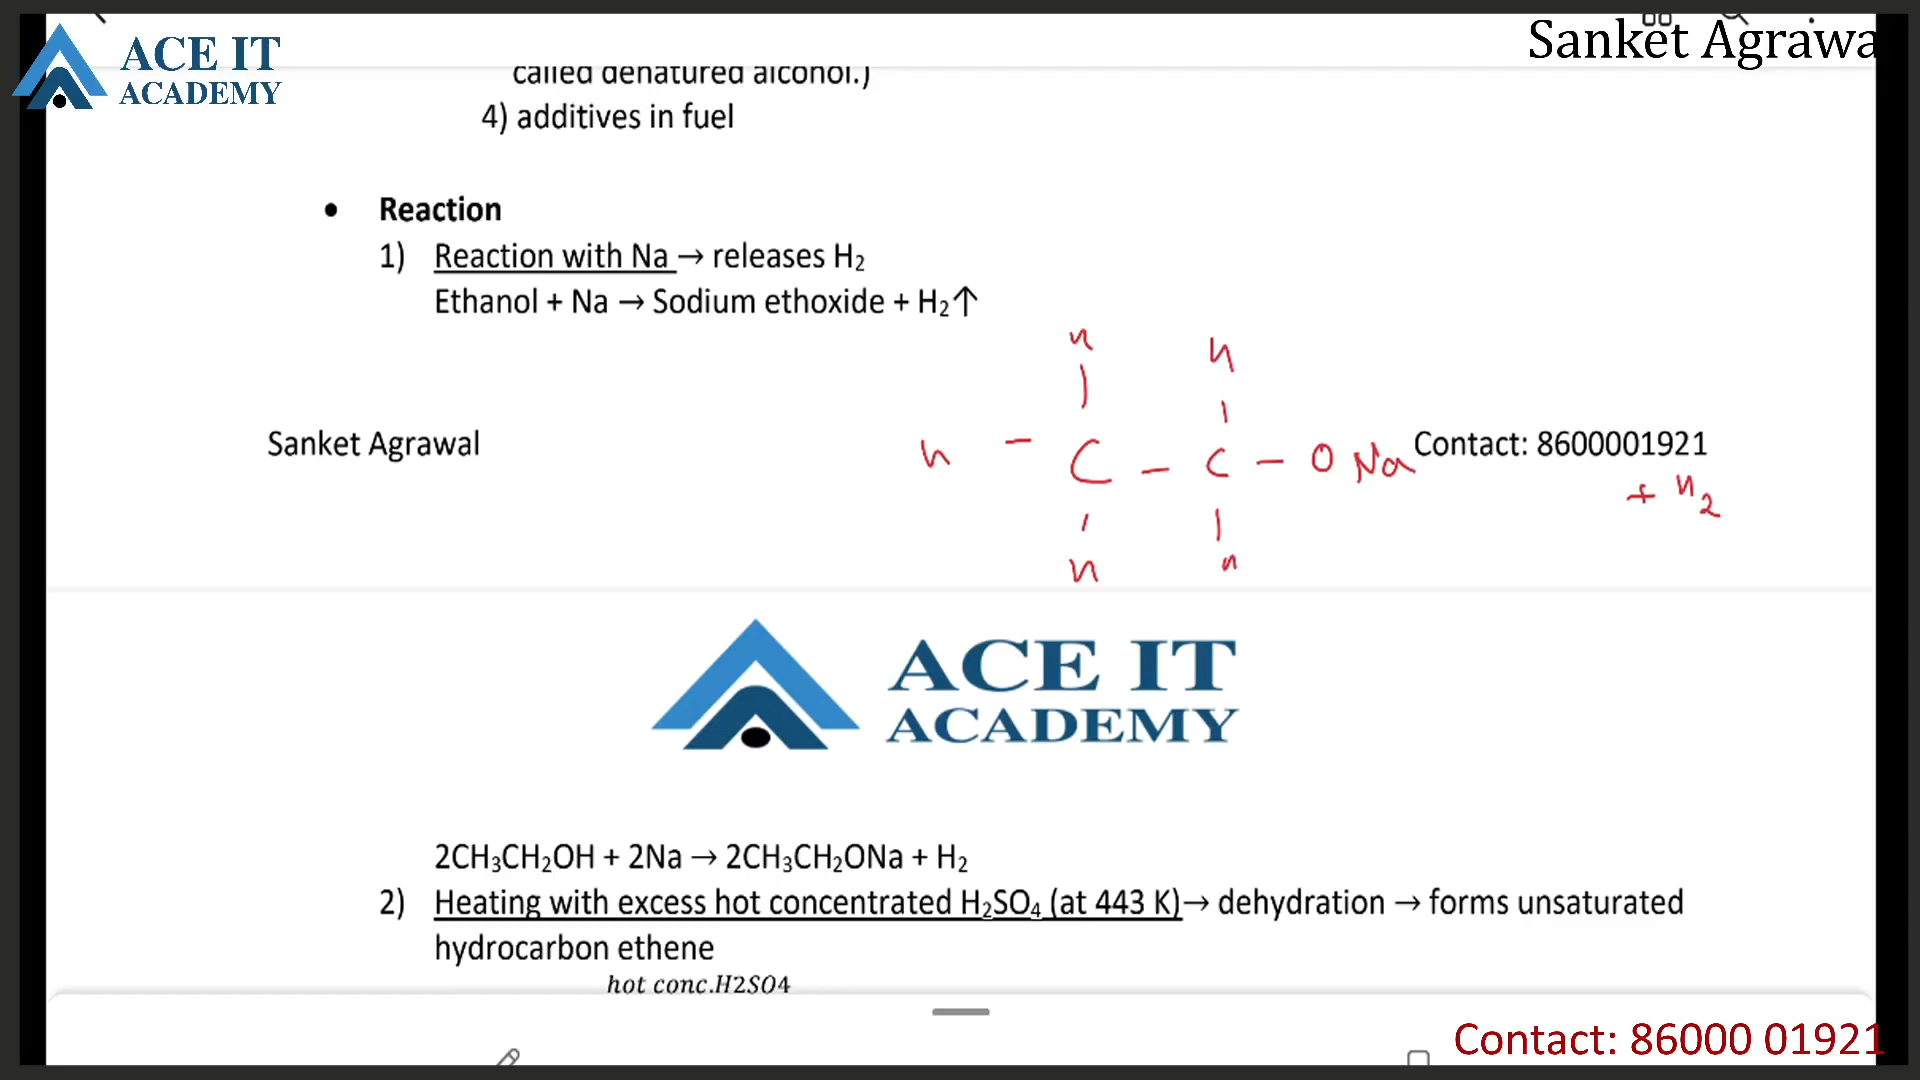 ACE IT
ACADEMY
Sanket Agrawa
called denatured alcohol.)
4) additives in fuel
• Reaction
1) Reaction with Na → releases H₂
Ethanol + Na → Sodium ethoxide + H₂↑
H H
Sanket Agrawal
H - C - C - O Na
Contact: 8600001921
+ H₂
H H
ACE IT
ACADEMY
2CH₃CH₂OH + 2Na → 2CH₃CH₂ONa + H₂
2) Heating with excess hot concentrated H₂SO₄ (at 443 K)→ dehydration → forms unsaturated
hydrocarbon ethene
hot conc.H2SO4
Contact: 86000 01921